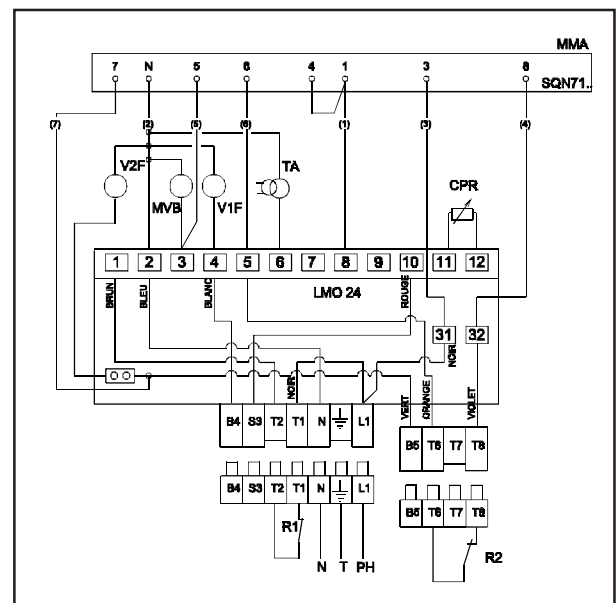 MMA
7 N 5 6 4 1 3 8
SQN71..
(7) (2) (5) (6) (1) (3) (4)
V2F MVB V1F TA CPR
1 2 3 4 5 6 7 8 9 10 11 12
LMO 24
BRUN BLEU BLANC ROUGE
31 32
NOIR
NOIR VERT ORANGE VIOLET
B4 S3 T2 T1 N L1
B5 T6 T7 T8
B4 S3 T2 T1 N L1
B5 T6 T7 T8
R1
R2
N T PH